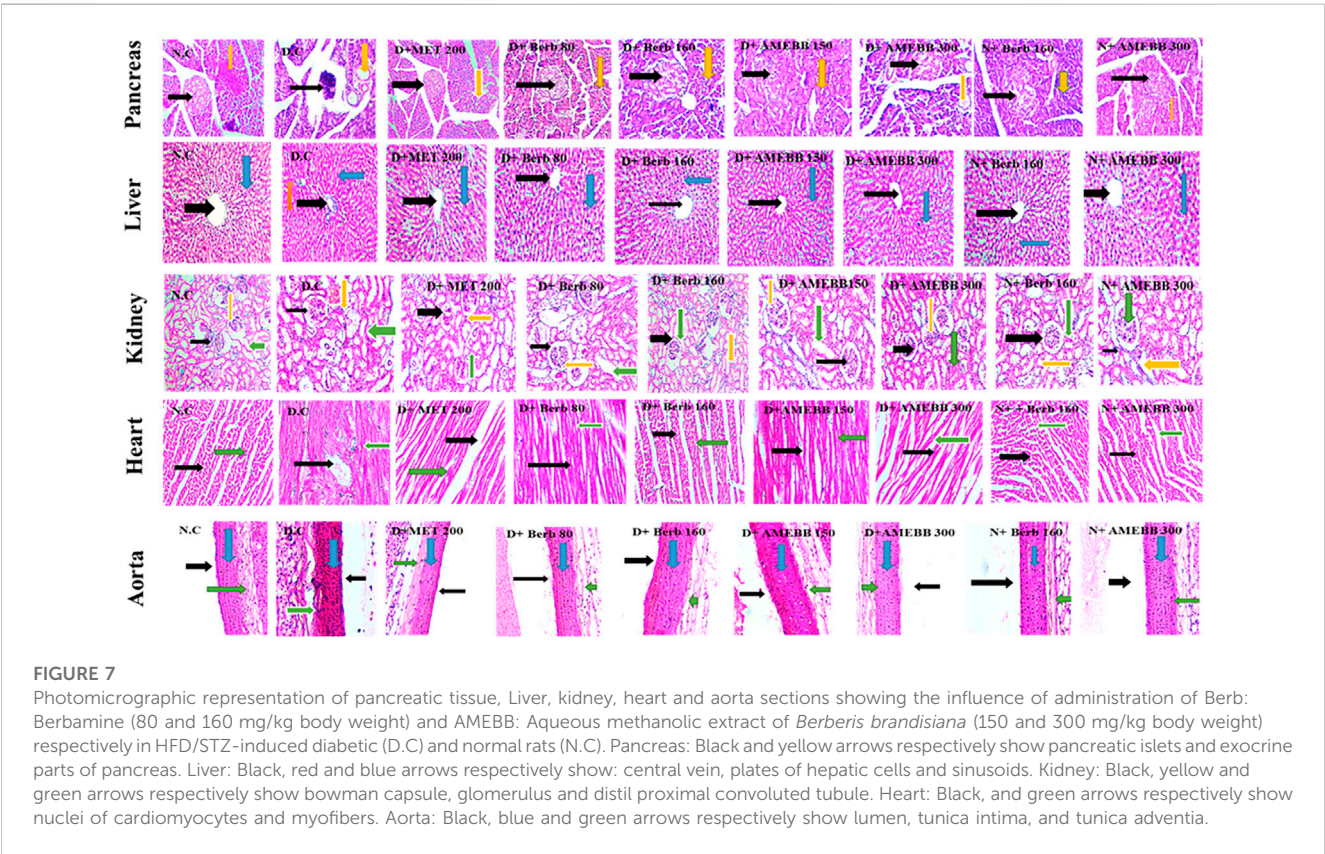 Pancreas
N.C
D.C
D+MET 200
D+ Berb 80
D+ Berb 160
D+ AMEBB 150
D+ AMEBB 300
N+ Berb 160
N+ AMEBB 300
Liver
N.C
D.C
D+MET 200
D+ Berb 80
D+ Berb 160
D+ AMEBB 150
D+ AMEBB 300
N+ Berb 160
N+ AMEBB 300
Kidney
N.C
D.C
D+ MET 200
D+ Berb 80
D+ Berb 160
D+ AMEBB150
D+ AMEBB 300
N+ Berb 160
N+ AMEBB 300
Heart
N.C
D.C
D+ MET 200
D+ Berb 80
D+ Berb 160
D+AMEBB 150
D+ AMEBB 300
N+ + Berb 160
N+ AMEBB 300
Aorta
N.C
D.C
D+MET 200
D+ Berb 80
D+ Berb 160
D+ AMEBB 150
D+AMEBB 300
N+ Berb 160
N+ AMEBB 300
FIGURE 7
Photomicrographic representation of pancreatic tissue, Liver, kidney, heart and aorta sections showing the influence of administration of Berb:
Berbamine (80 and 160 mg/kg body weight) and AMEBB: Aqueous methanolic extract of Berberis brandisiana (150 and 300 mg/kg body weight)
respectively in HFD/STZ-induced diabetic (D.C) and normal rats (N.C). Pancreas: Black and yellow arrows respectively show pancreatic islets and exocrine
parts of pancreas. Liver: Black, red and blue arrows respectively show: central vein, plates of hepatic cells and sinusoids. Kidney: Black, yellow and
green arrows respectively show bowman capsule, glomerulus and distil proximal convoluted tubule. Heart: Black, and green arrows respectively show
nuclei of cardiomyocytes and myofibers. Aorta: Black, blue and green arrows respectively show lumen, tunica intima, and tunica adventia.